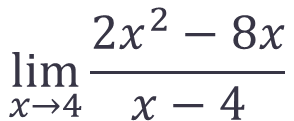 lim x→4 (2x² − 8x)/(x − 4)